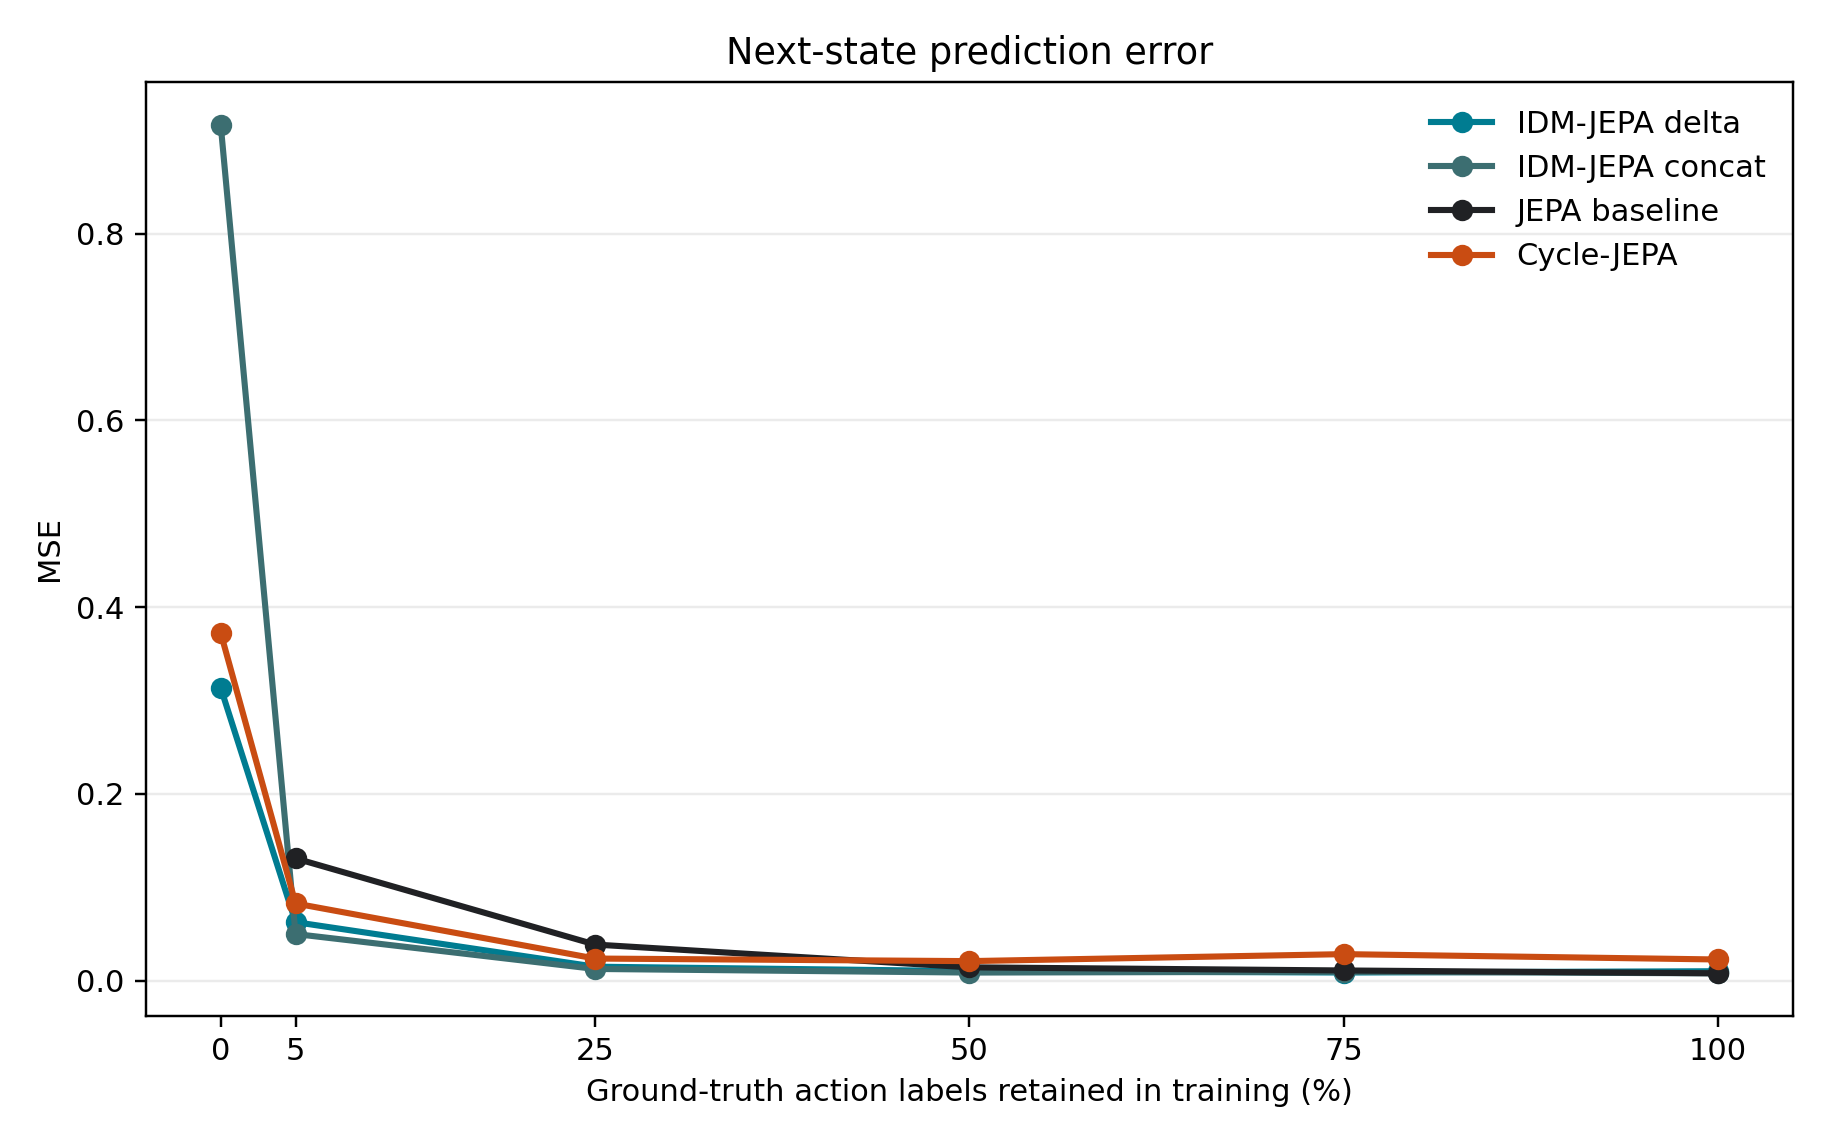 Next-state prediction error
IDM-JEPA delta
IDM-JEPA concat
JEPA baseline
Cycle-JEPA
MSE
0.8
0.6
0.4
0.2
0.0
0 5 25 50 75 100
Ground-truth action labels retained in training (%)